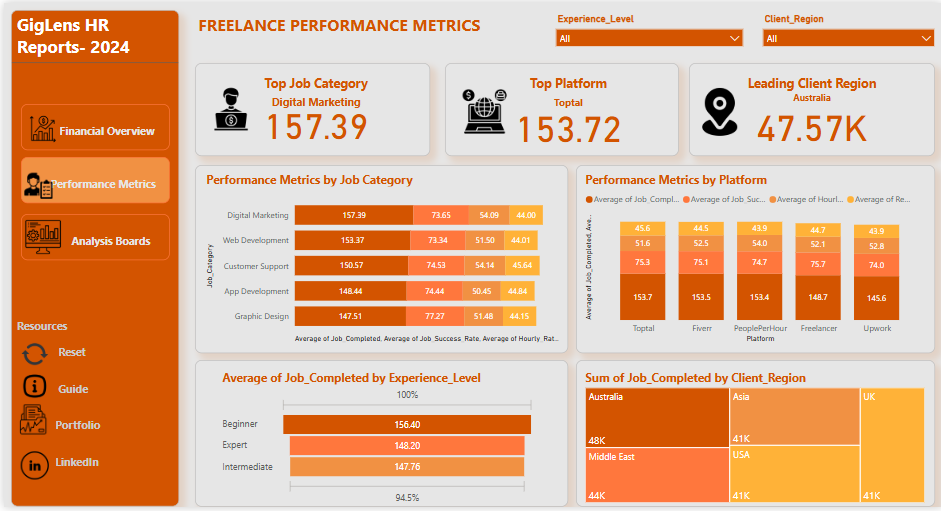 GigLens HR
Reports- 2024
Financial Overview
Performance Metrics
Analysis Boards
Resources
Reset
Guide
Portfolio
LinkedIn
FREELANCE PERFORMANCE METRICS
Experience_Level
All
Client_Region
All
Top Job Category
Digital Marketing
157.39
Top Platform
Toptal
153.72
Leading Client Region
Australia
47.57K
Performance Metrics by Job Category
Job_Category
Digital Marketing 157.39 73.65 54.09 44.00
Web Development 153.37 73.34 51.50 44.01
Customer Support 150.57 74.53 54.14 45.64
App Development 148.44 74.44 50.45 44.84
Graphic Design 147.51 77.27 51.48 44.15
Average of Job_Completed, Average of Job_Success_Rate, Average of Hourly_Rat...
Performance Metrics by Platform
Average of Job_Compl... Average of Job_Suc... Average of Hourl... Average of Re...
Average of Job_Completed, Ave...
45.6 44.5 43.9 44.7 43.9
51.6 52.5 54.0 52.1 52.8
75.3 75.1 74.7 75.7 74.0
153.7 153.5 153.4 148.7 145.6
Toptal Fiverr PeoplePerHour Freelancer Upwork
Platform
Average of Job_Completed by Experience_Level
100%
Beginner 156.40
Expert 148.20
Intermediate 147.76
94.5%
Sum of Job_Completed by Client_Region
Australia
48K
Middle East
44K
Asia
41K
USA
41K
UK
41K